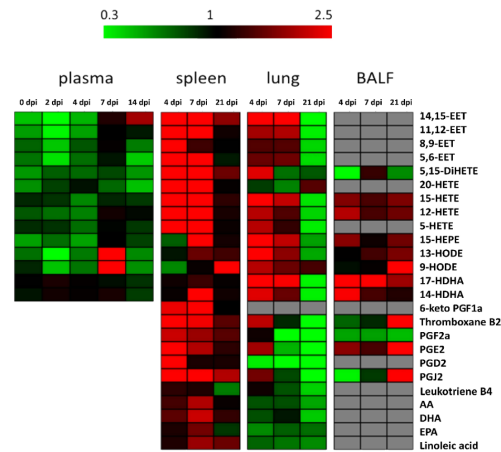 0.3 1 2.5
plasma spleen lung BALF
0 dpi 2 dpi 4 dpi 7 dpi 14 dpi 4 dpi 7 dpi 21 dpi 4 dpi 7 dpi 21 dpi 4 dpi 7 dpi 21 dpi
14,15-EET
11,12-EET
8,9-EET
5,6-EET
5,15-DiHETE
20-HETE
15-HETE
12-HETE
5-HETE
15-HEPE
13-HODE
9-HODE
17-HDHA
14-HDHA
6-keto PGF1a
Thromboxane B2
PGF2a
PGE2
PGD2
PGJ2
Leukotriene B4
AA
DHA
EPA
Linoleic acid